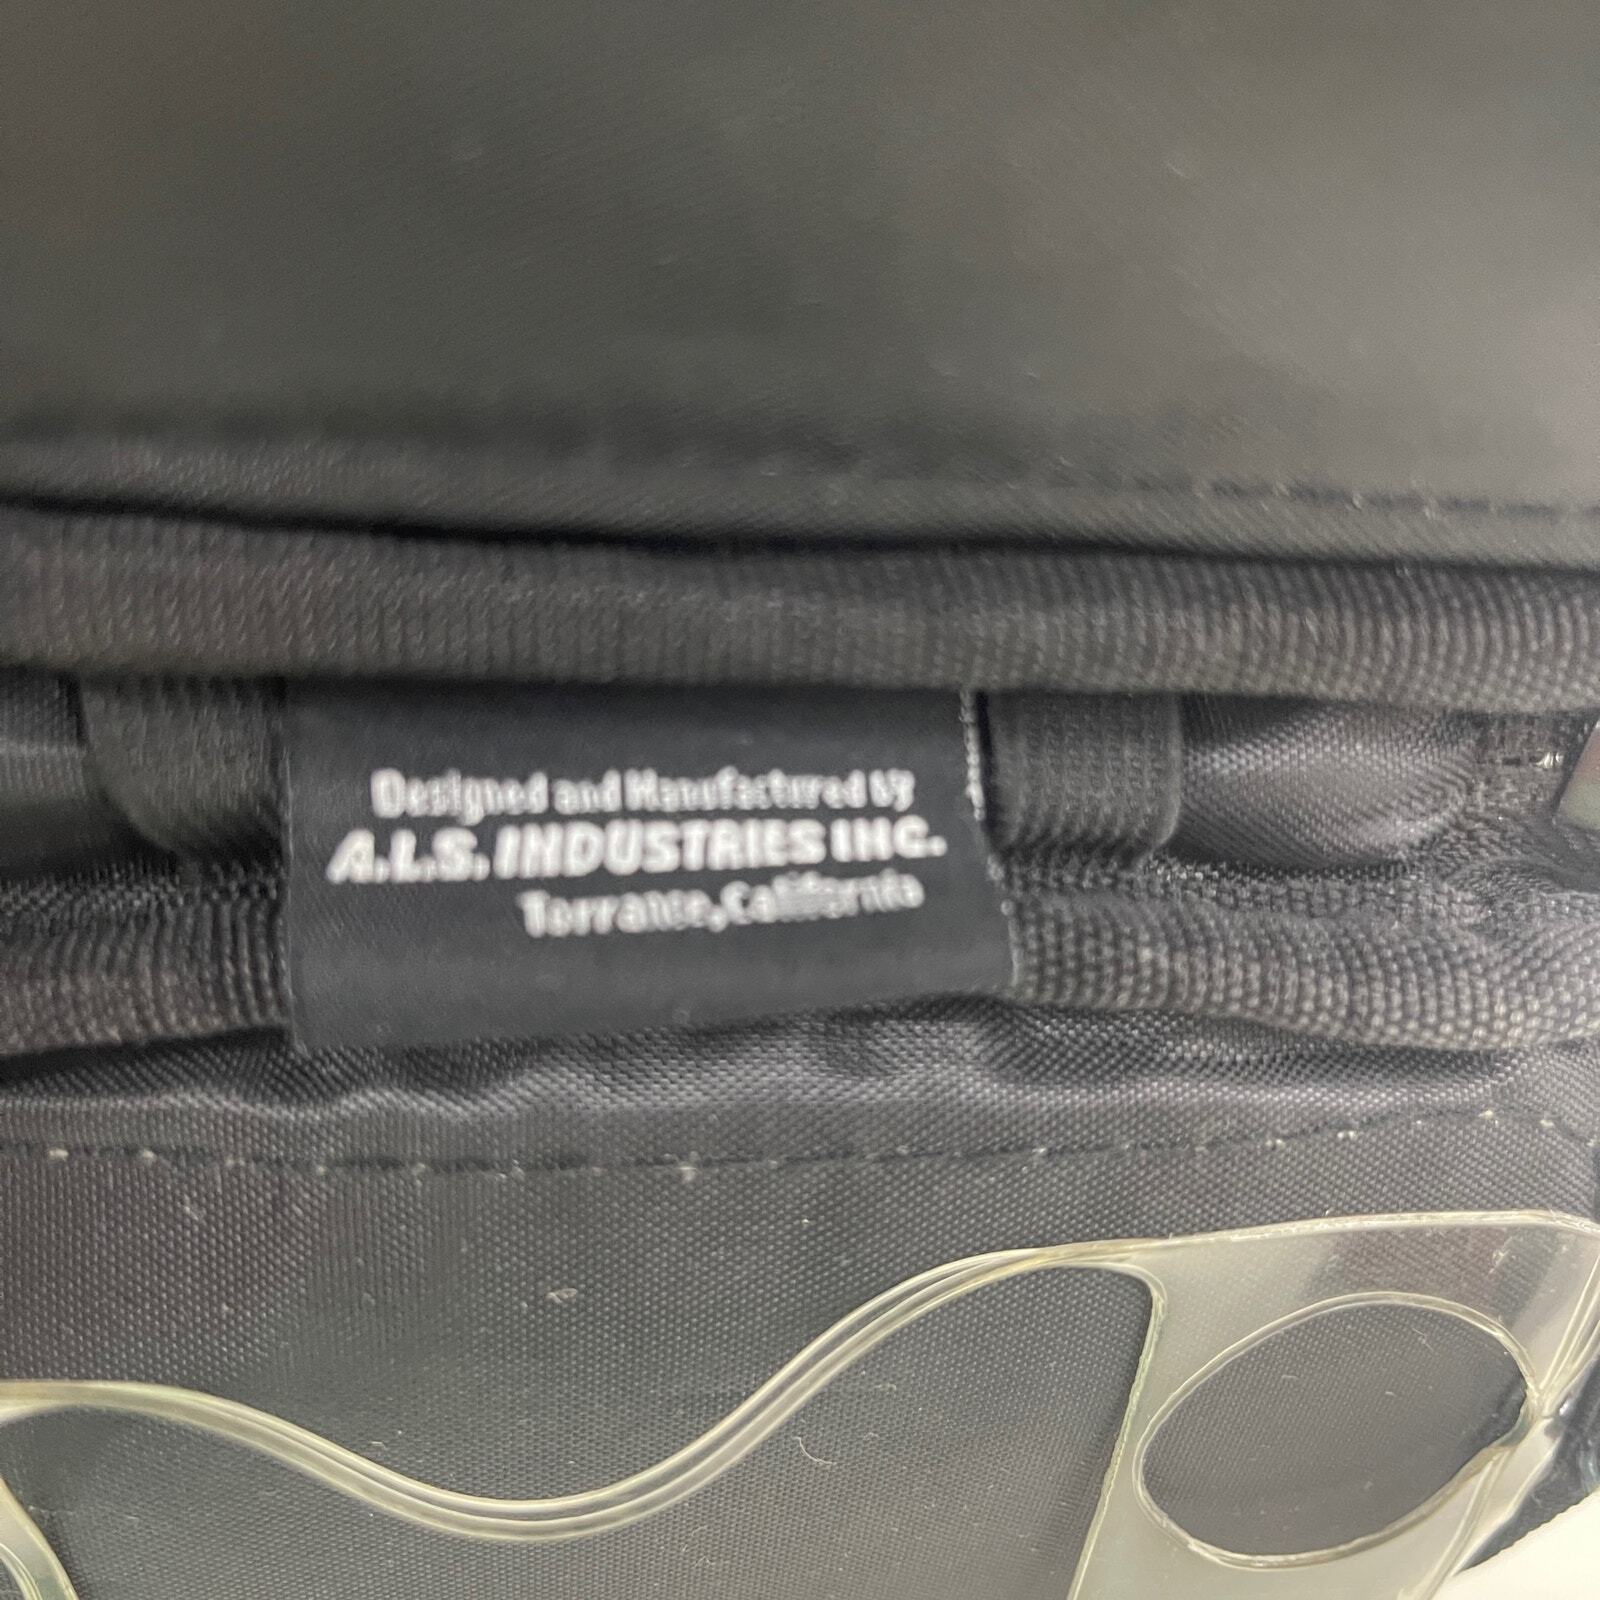 Designed and Manufactured by
A.L.S. INDUSTRIES INC.
Torrance, California